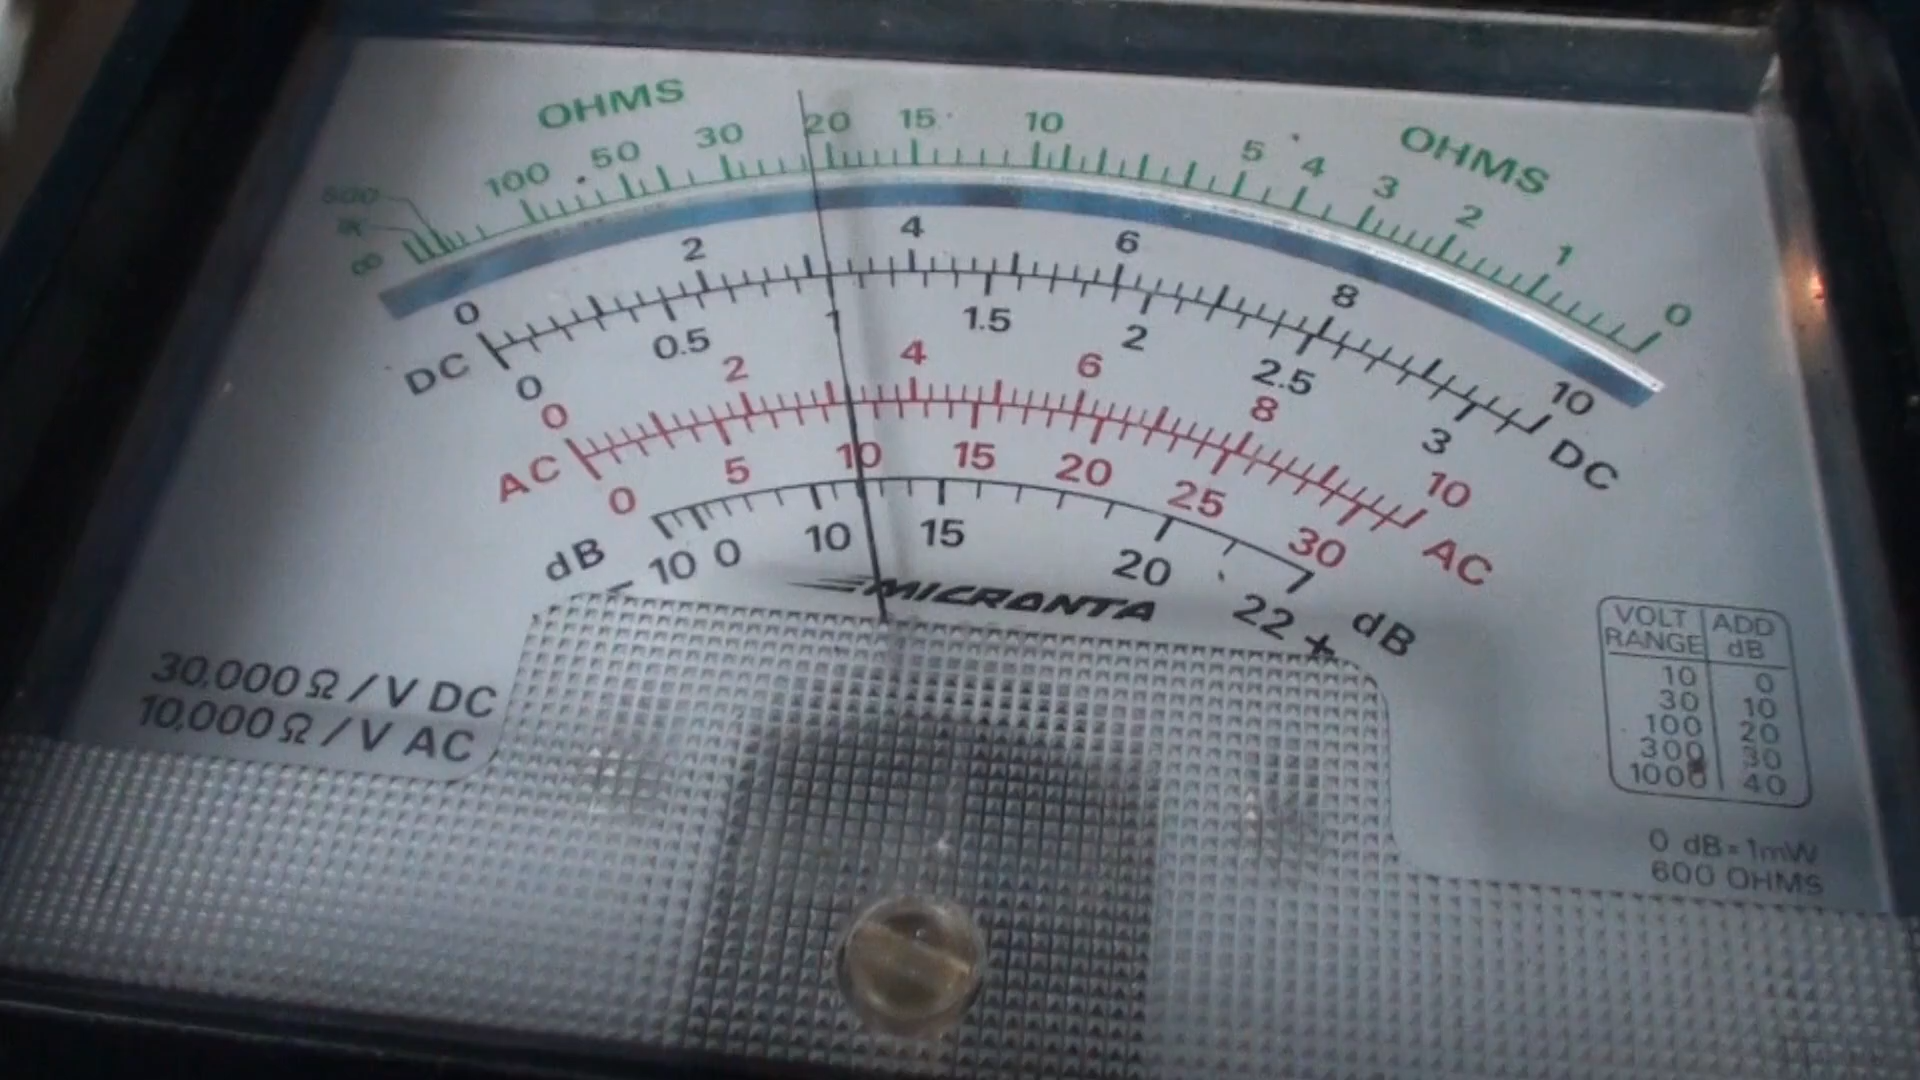 OHMS OHMS
500 100 50 30 20 15 10 5 4 3 2 1 0
∞
0 2 4 6 8 10
DC DC
0 0.5 1 1.5 2 2.5 3
0 2 4 6 8 10
AC AC
0 5 10 15 20 25 30
dB dB
- 10 0 10 15 20 22 +
MICRONTA
30,000 Ω / V DC
10,000 Ω / V AC
VOLT ADD
RANGE dB
10 0
30 10
100 20
300 30
1000 40
0 dB = 1mW
600 OHMS